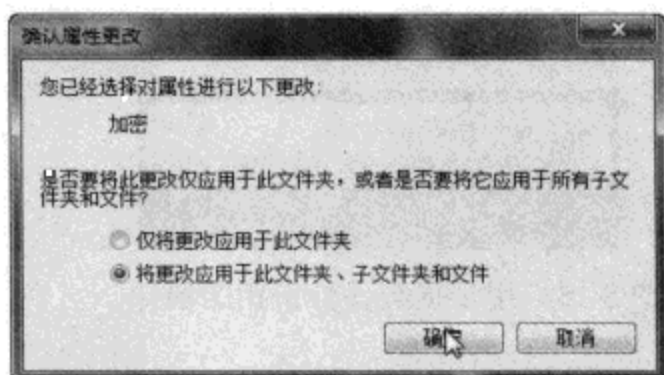 确认属性更改
您已经选择对属性进行以下更改:
加密
是否要将此更改仅应用于此文件夹，或者是否要将它应用于所有子文
件夹和文件?
仅将更改应用于此文件夹
将更改应用于此文件夹、子文件夹和文件
确定
取消